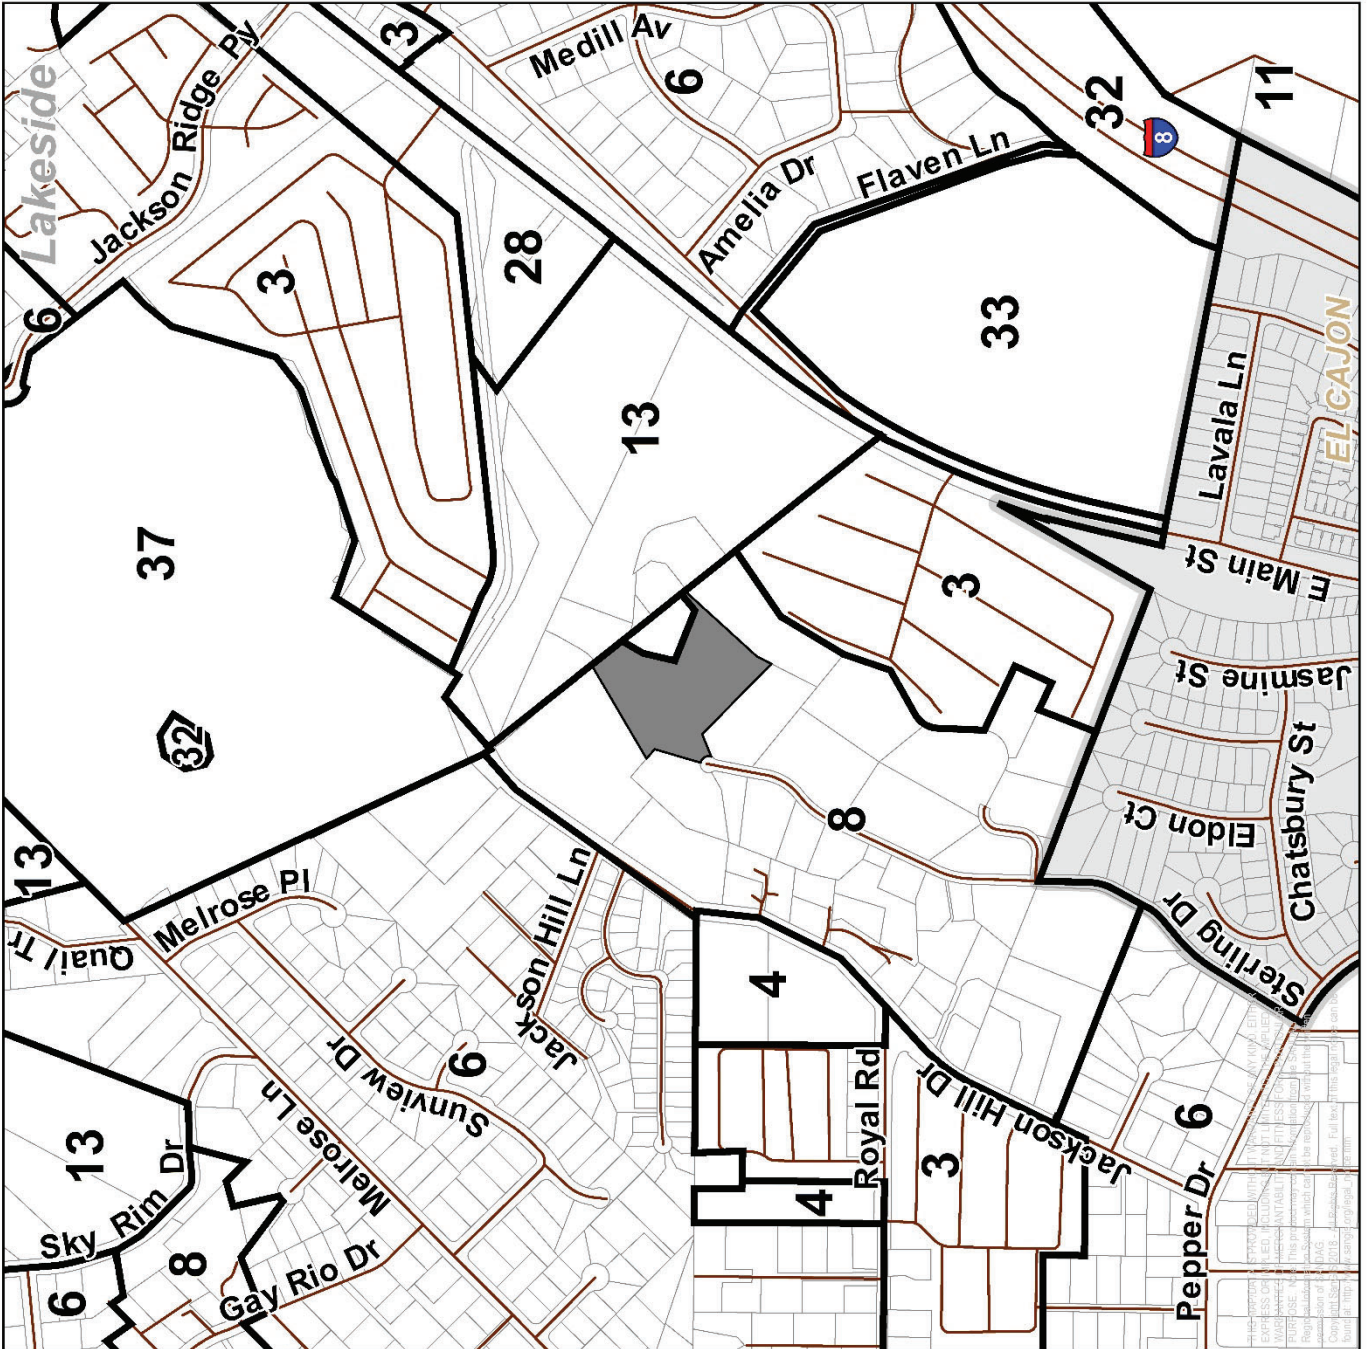 Lakeside
Jackson Ridge Py
3
Medill Av
6
32
8
11
Amelia Dr
Flaven Ln
6
3
28
33
13
37
32
Lavala Ln
EL CAJON
E Main St
3
Jasmine St
Chatsbury St
Eldon Ct
8
Sterling Dr
13
Quail Tr
Melrose Pl
Jackson Hill Ln
4
6
Sunview Dr
Melrose Ln
13
Sky Rim Dr
8
6
Gay Rio Dr
Royal Rd
4
3
Jackson Hill Dr
6
Pepper Dr